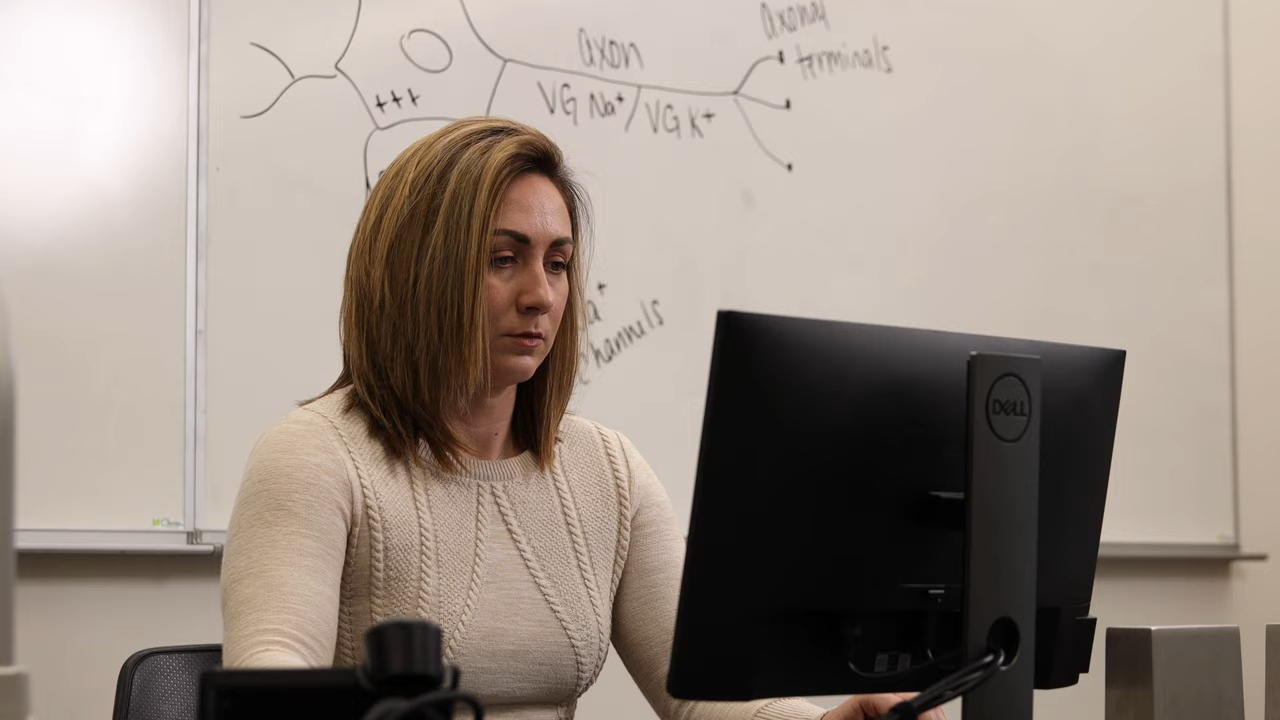 axonal
terminals
axon
VG Na⁺/VG K⁺
+++
a⁺
channels
DELL